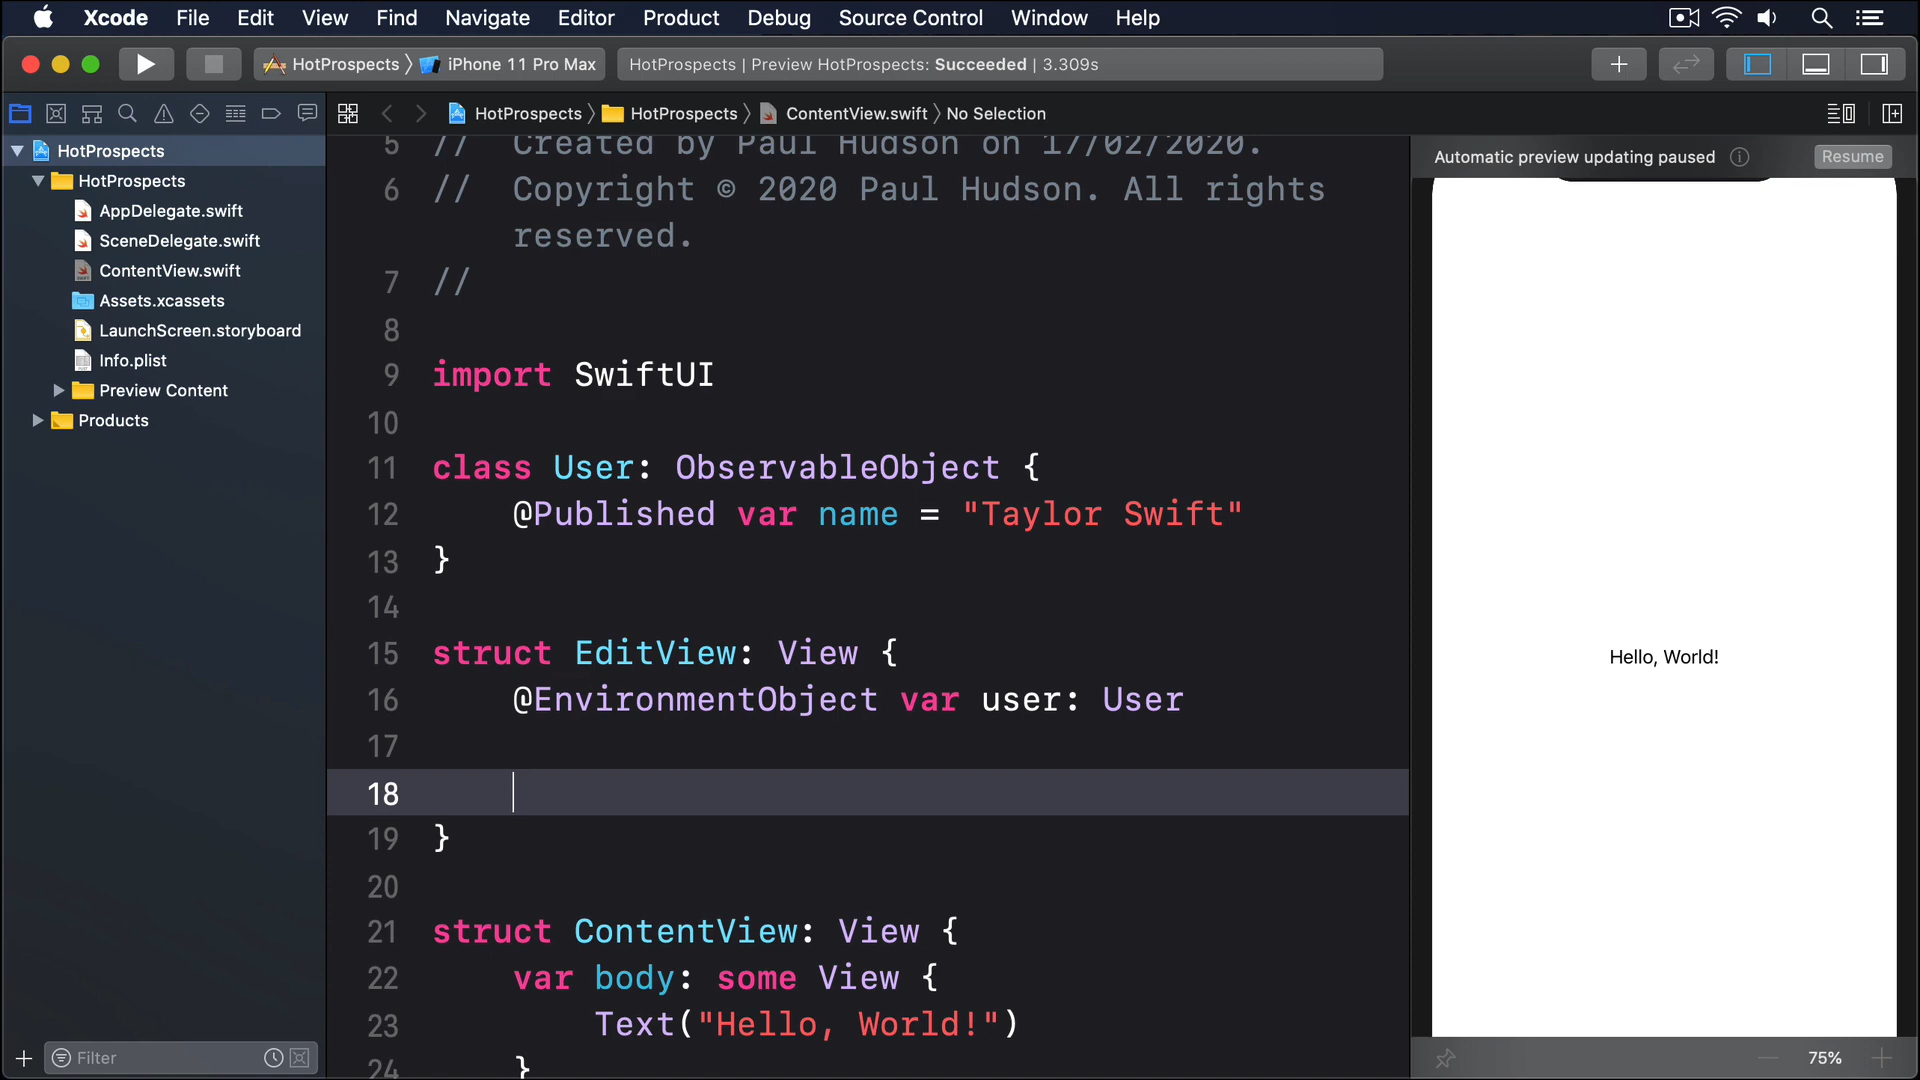 Xcode File Edit View Find Navigate Editor Product Debug Source Control Window Help
HotProspects iPhone 11 Pro Max HotProspects | Preview HotProspects: Succeeded | 3.309s
HotProspects HotProspects ContentView.swift No Selection
HotProspects
HotProspects
AppDelegate.swift
SceneDelegate.swift
ContentView.swift
Assets.xcassets
LaunchScreen.storyboard
Info.plist
Preview Content
Products
Filter
5 // Created by Paul Hudson on 17/02/2020.
6 // Copyright © 2020 Paul Hudson. All rights
reserved.
7 //
8
9 import SwiftUI
10
11 class User: ObservableObject {
12 @Published var name = "Taylor Swift"
13 }
14
15 struct EditView: View {
16 @EnvironmentObject var user: User
17
18
19 }
20
21 struct ContentView: View {
22 var body: some View {
23 Text("Hello, World!")
24 }
Automatic preview updating paused Resume
Hello, World!
75%